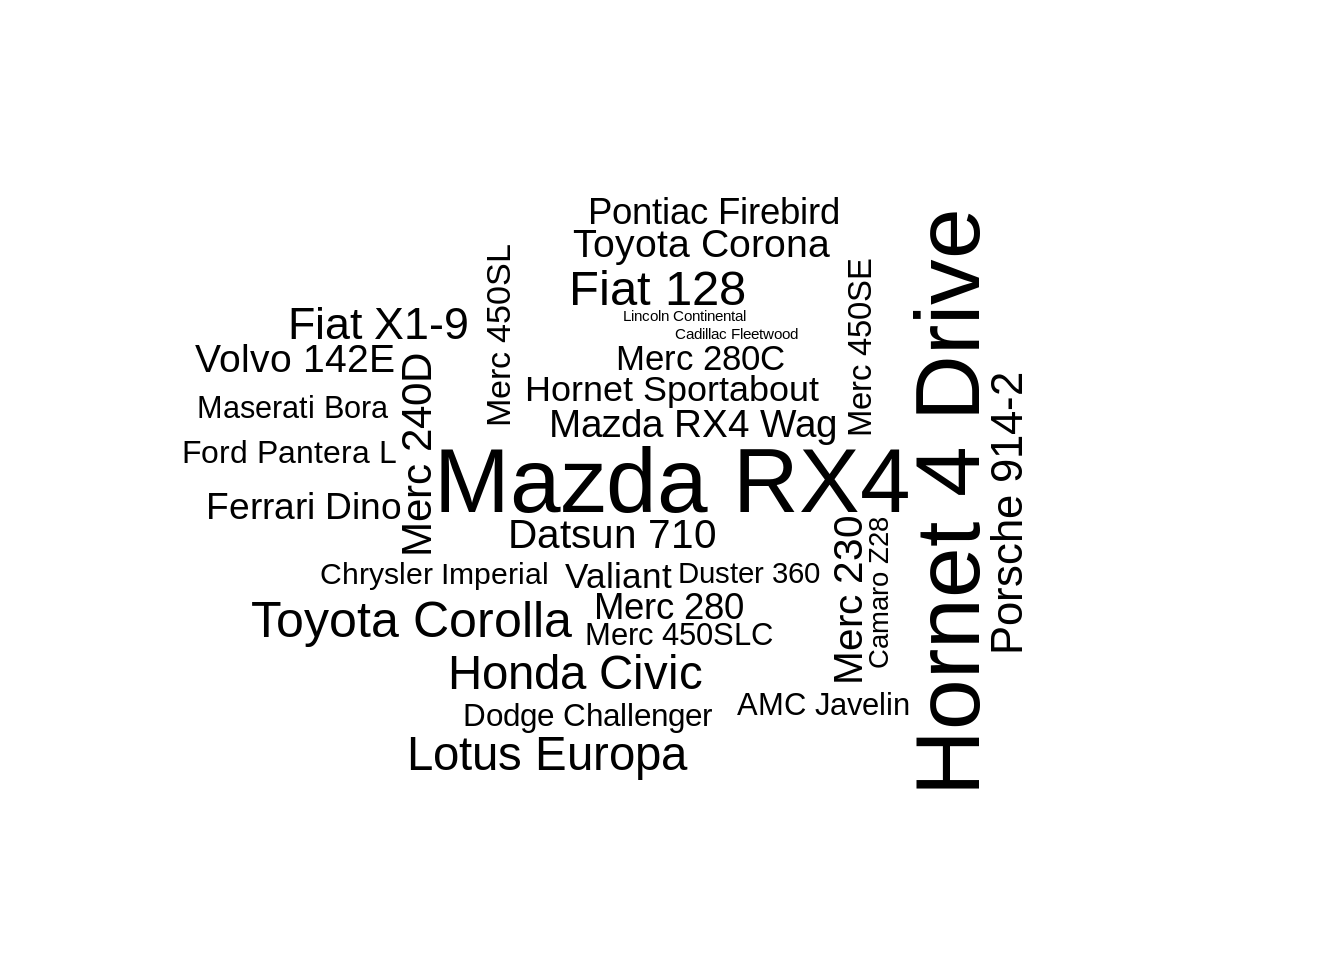 Pontiac Firebird
Toyota Corona
Fiat 128
Lincoln Continental
Cadillac Fleetwood
Merc 280C
Hornet Sportabout
Mazda RX4 Wag
Merc 450SL
Merc 450SE
Fiat X1-9
Volvo 142E
Maserati Bora
Ford Pantera L
Ferrari Dino
Merc 240D
Mazda RX4
Hornet 4 Drive
Porsche 914-2
Datsun 710
Chrysler Imperial
Valiant
Duster 360
Merc 230
Camaro Z28
Toyota Corolla
Merc 280
Merc 450SLC
Honda Civic
Dodge Challenger
AMC Javelin
Lotus Europa